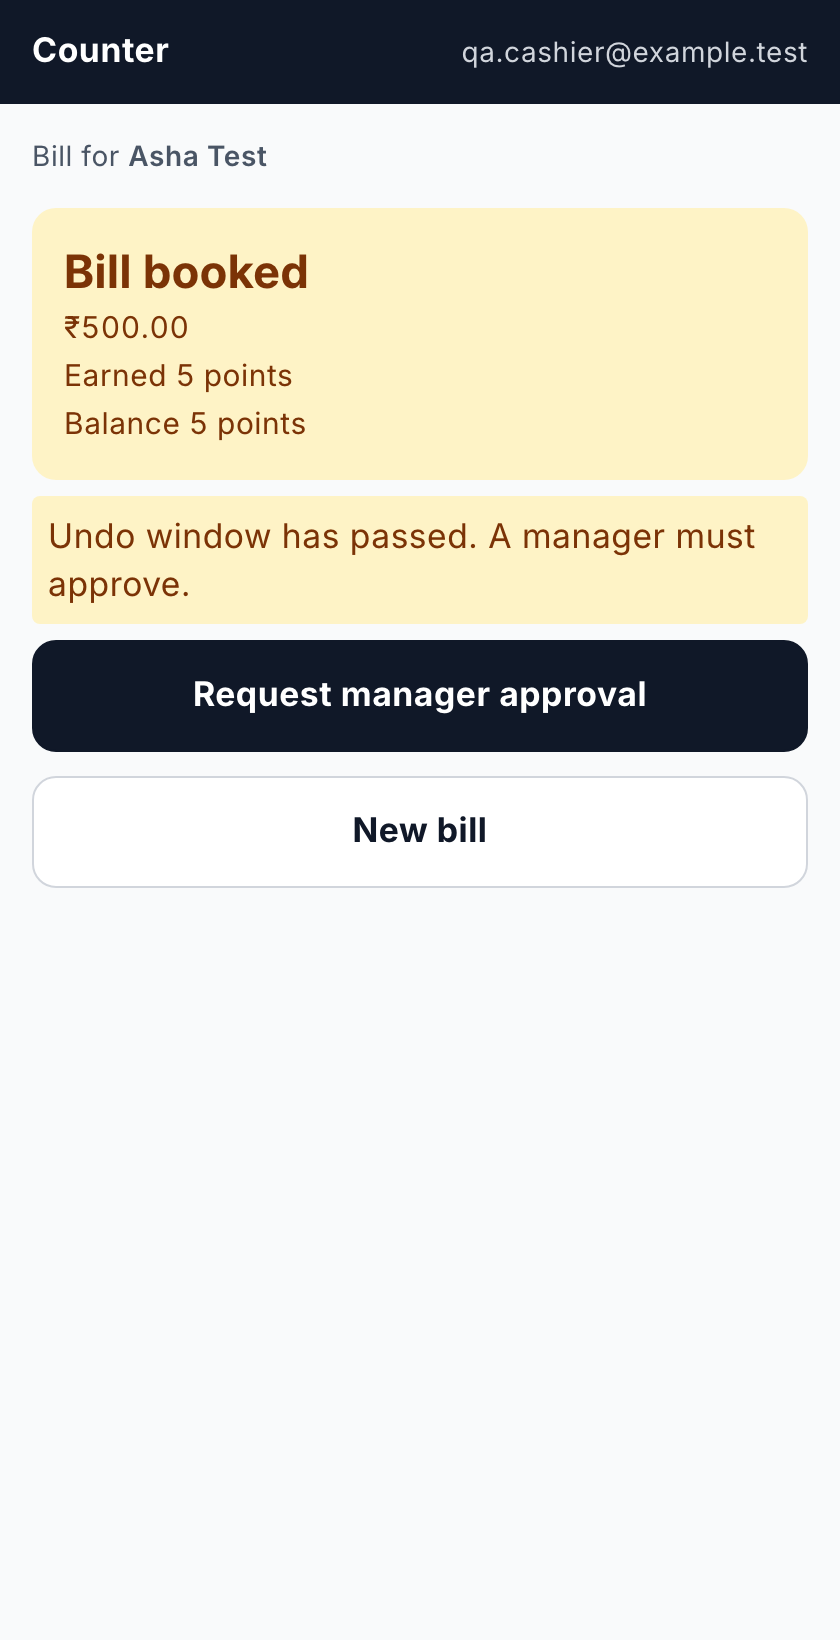 Counter
qa.cashier@example.test
Bill for Asha Test
Bill booked
₹500.00
Earned 5 points
Balance 5 points
Undo window has passed. A manager must
approve.
Request manager approval
New bill